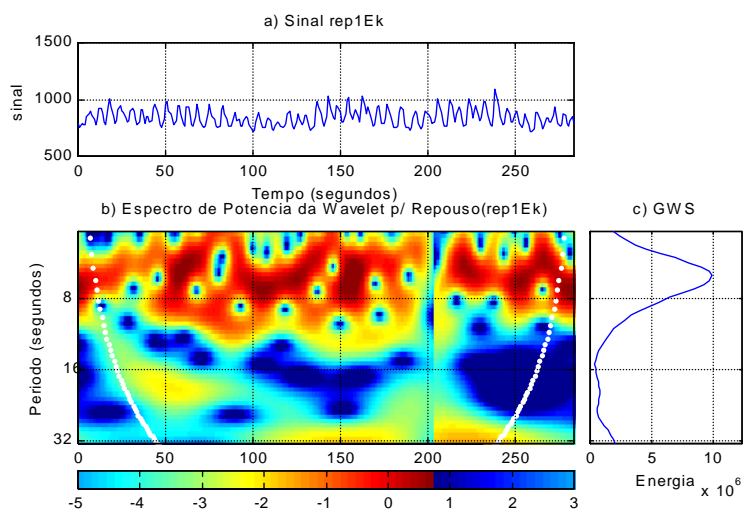 a) Sinal rep1Ek
1500
1000
500
sinal
0 50 100 150 200 250
Tempo (segundos)
b) Espectro de Potencia da Wavelet p/ Repouso(rep1Ek)
c) GWS
Periodo (segundos)
8
16
32
0 50 100 150 200 250
0 5 10
Energia
x 10^6
-5 -4 -3 -2 -1 0 1 2 3